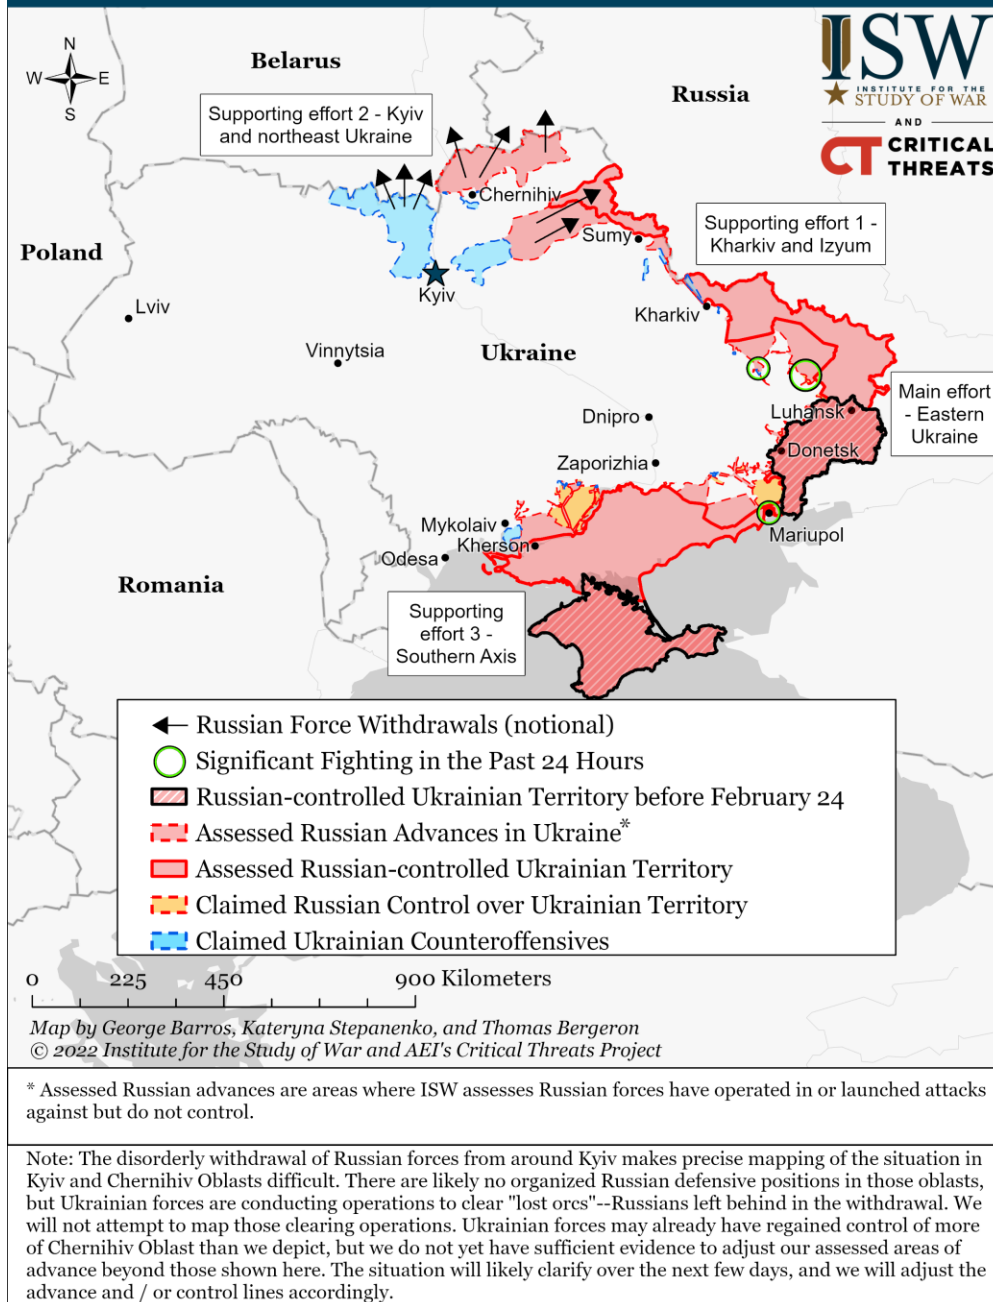 N
W E
S
Belarus
Russia
ISW
INSTITUTE FOR THE
STUDY OF WAR
AND
CT CRITICAL
THREATS
Supporting effort 2 - Kyiv
and northeast Ukraine
Chernihiv
Sumy
Supporting effort 1 -
Kharkiv and Izyum
Poland
Lviv
Kyiv
Kharkiv
Vinnytsia
Ukraine
Main effort
- Eastern
Ukraine
Luhansk
Dnipro
Donetsk
Zaporizhia
Mykolaiv
Kherson
Mariupol
Odesa
Romania
Supporting
effort 3 -
Southern Axis
Russian Force Withdrawals (notional)
Significant Fighting in the Past 24 Hours
Russian-controlled Ukrainian Territory before February 24
Assessed Russian Advances in Ukraine*
Assessed Russian-controlled Ukrainian Territory
Claimed Russian Control over Ukrainian Territory
Claimed Ukrainian Counteroffensives
0 225 450 900 Kilometers
Map by George Barros, Kateryna Stepanenko, and Thomas Bergeron
© 2022 Institute for the Study of War and AEI's Critical Threats Project
* Assessed Russian advances are areas where ISW assesses Russian forces have operated in or launched attacks
against but do not control.
Note: The disorderly withdrawal of Russian forces from around Kyiv makes precise mapping of the situation in
Kyiv and Chernihiv Oblasts difficult. There are likely no organized Russian defensive positions in those oblasts,
but Ukrainian forces are conducting operations to clear "lost orcs"--Russians left behind in the withdrawal. We
will not attempt to map those clearing operations. Ukrainian forces may already have regained control of more
of Chernihiv Oblast than we depict, but we do not yet have sufficient evidence to adjust our assessed areas of
advance beyond those shown here. The situation will likely clarify over the next few days, and we will adjust the
advance and / or control lines accordingly.